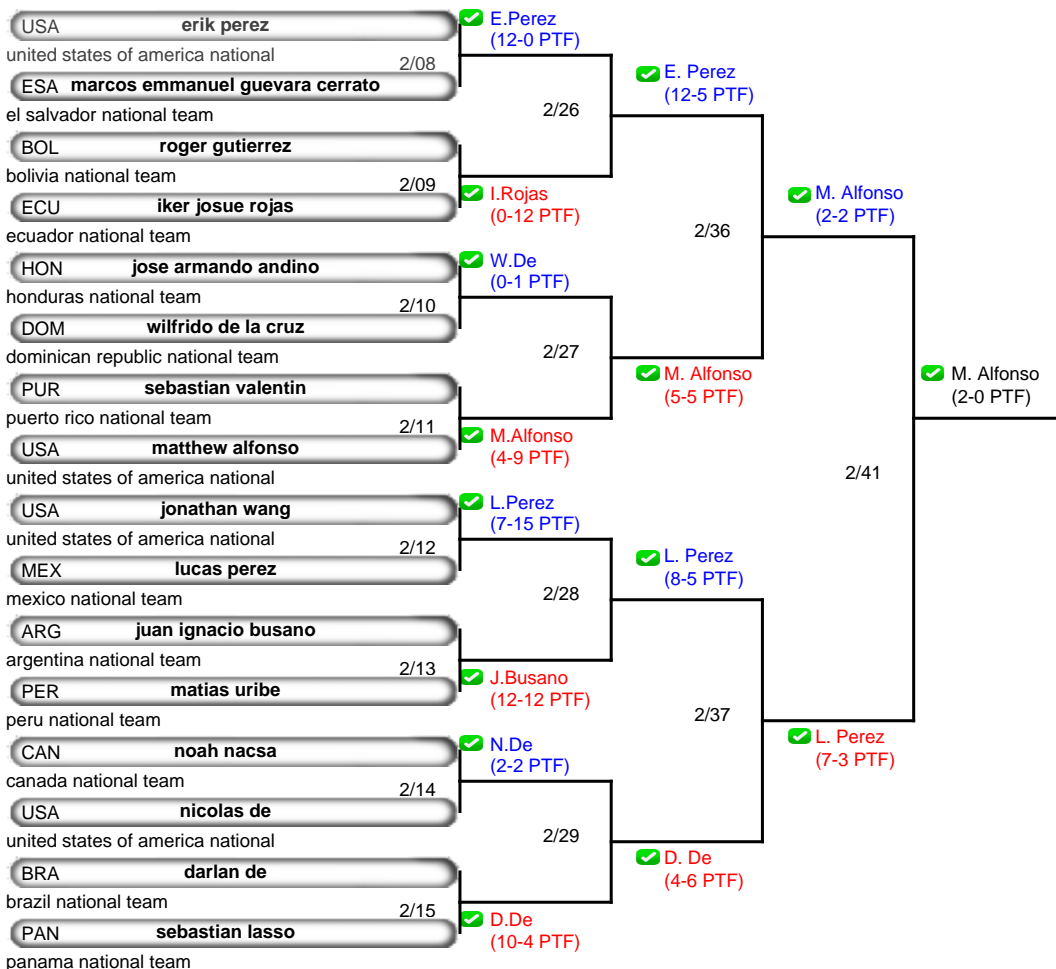 USA erik perez
united states of america national
2/08
ESA marcos emmanuel guevara cerrato
el salvador national team
BOL roger gutierrez
bolivia national team
2/09
ECU iker josue rojas
ecuador national team
HON jose armando andino
honduras national team
2/10
DOM wilfrido de la cruz
dominican republic national team
PUR sebastian valentin
puerto rico national team
2/11
USA matthew alfonso
united states of america national
USA jonathan wang
united states of america national
2/12
MEX lucas perez
mexico national team
ARG juan ignacio busano
argentina national team
2/13
PER matias uribe
peru national team
CAN noah nacsa
canada national team
2/14
USA nicolas de
united states of america national
BRA darlan de
brazil national team
2/15
PAN sebastian lasso
panama national team
E.Perez
(12-0 PTF)
2/26
I.Rojas
(0-12 PTF)
W.De
(0-1 PTF)
2/27
M.Alfonso
(4-9 PTF)
L.Perez
(7-15 PTF)
2/28
J.Busano
(12-12 PTF)
N.De
(2-2 PTF)
2/29
D.De
(10-4 PTF)
E. Perez
(12-5 PTF)
2/36
M. Alfonso
(5-5 PTF)
L. Perez
(8-5 PTF)
2/37
D. De
(4-6 PTF)
M. Alfonso
(2-2 PTF)
2/41
L. Perez
(7-3 PTF)
M. Alfonso
(2-0 PTF)